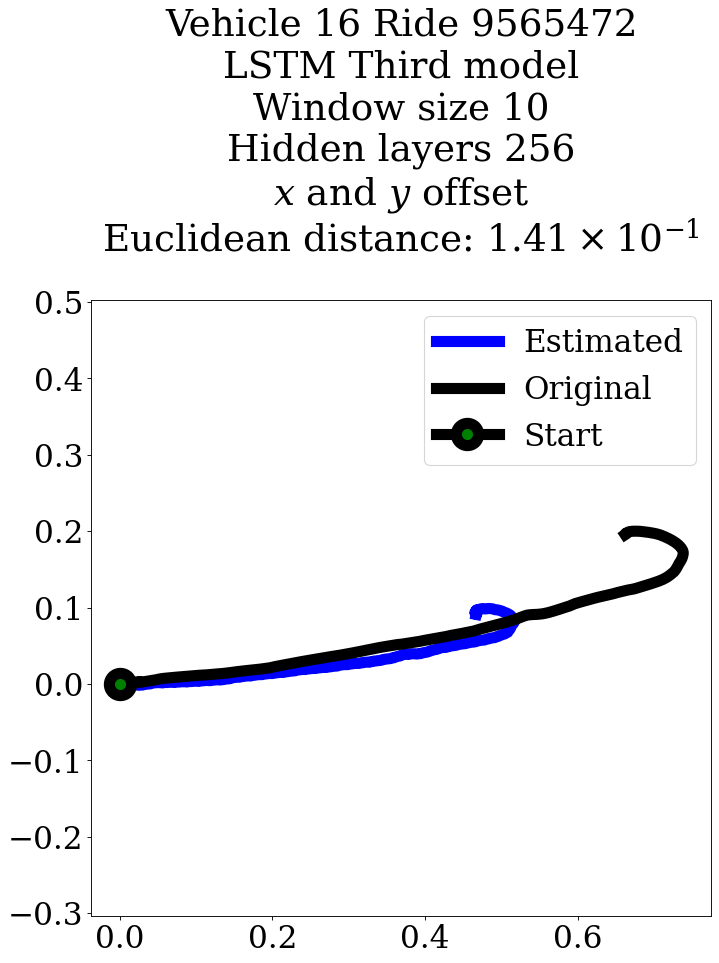 Vehicle 16 Ride 9565472
LSTM Third model
Window size 10
Hidden layers 256
x and y offset
Euclidean distance: 1.41 × 10⁻¹
0.5
0.4
0.3
0.2
0.1
0.0
−0.1
−0.2
−0.3
Estimated
Original
Start
0.0 0.2 0.4 0.6